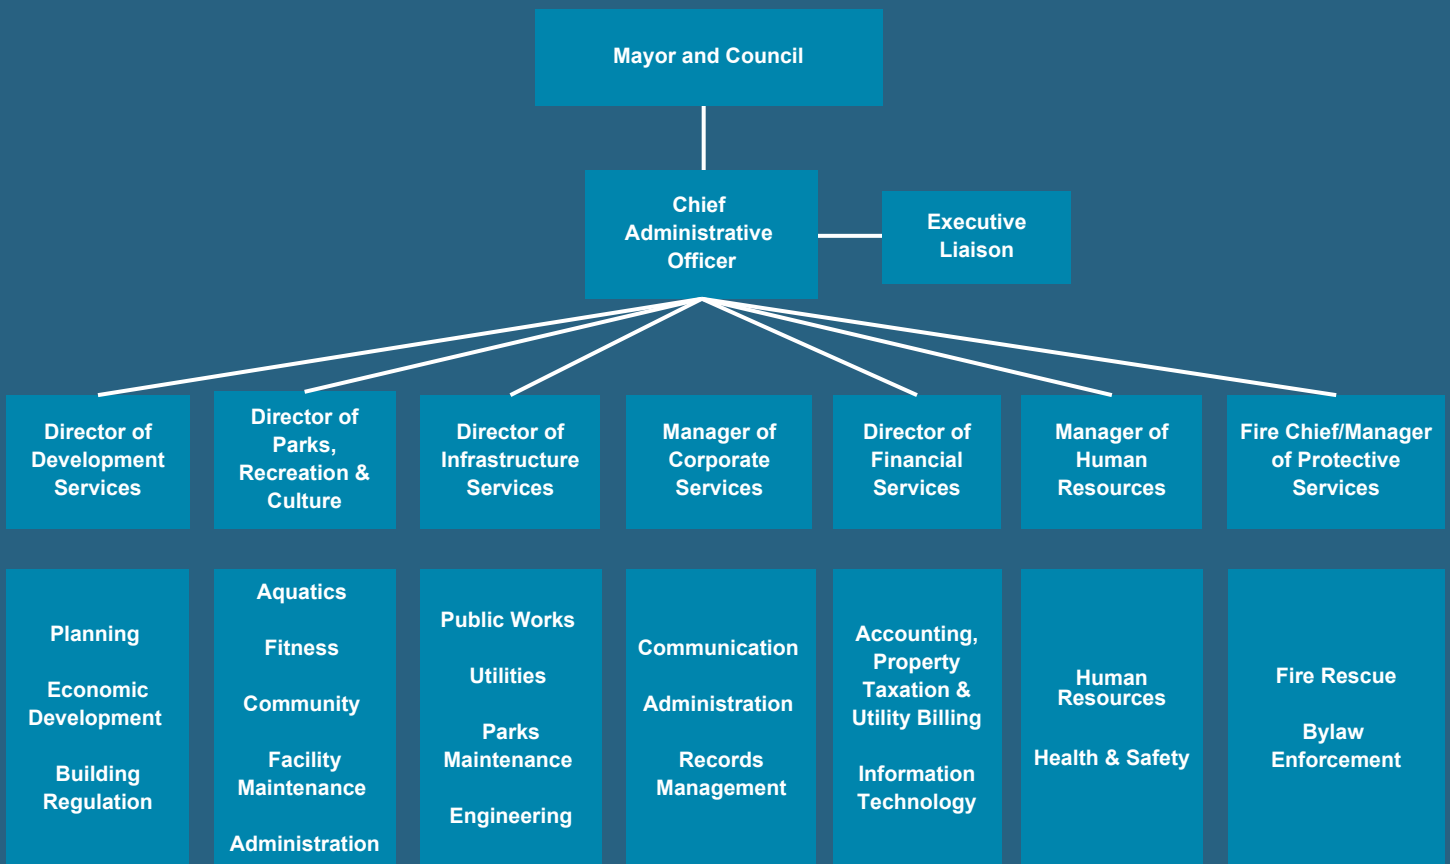 Mayor and Council
Chief
Administrative
Officer
Executive
Liaison
Director of
Development
Services
Director of
Parks,
Recreation &
Culture
Director of
Infrastructure
Services
Manager of
Corporate
Services
Director of
Financial
Services
Manager of
Human
Resources
Fire Chief/Manager
of Protective
Services
Planning
Economic
Development
Building
Regulation
Aquatics
Fitness
Community
Facility
Maintenance
Administration
Public Works
Utilities
Parks
Maintenance
Engineering
Communication
Administration
Records
Management
Accounting,
Property
Taxation &
Utility Billing
Information
Technology
Human
Resources
Health & Safety
Fire Rescue
Bylaw
Enforcement